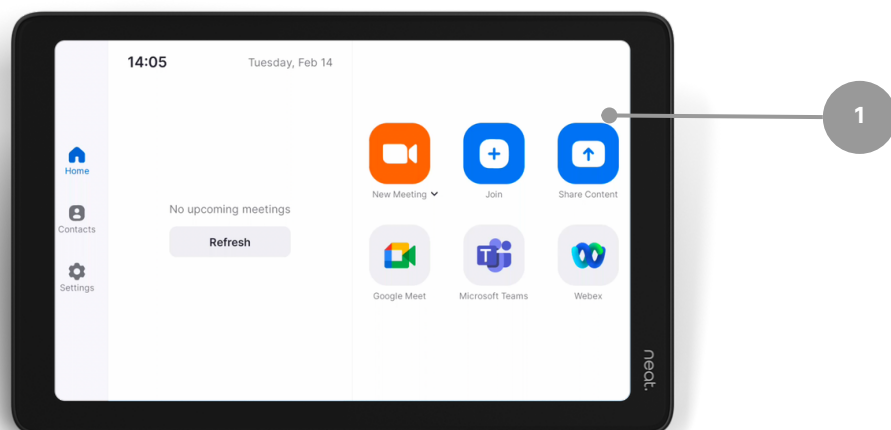 14:05
Tuesday, Feb 14
Home
Contacts
Settings
No upcoming meetings
Refresh
New Meeting
Join
Share Content
Google Meet
Microsoft Teams
Webex
neat.
1